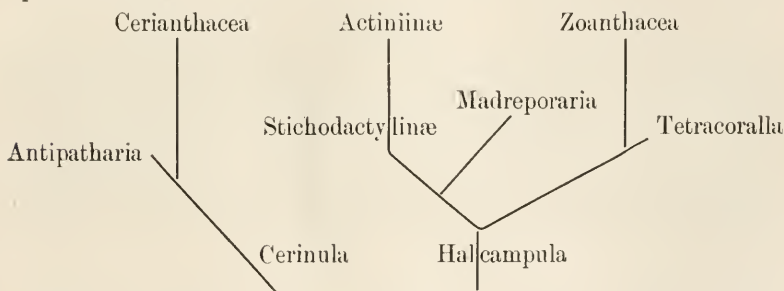 Cerianthacea Actiniinæ Zoanthacea
Madreporaria
Stichodactylinæ Tetracoralla
Antipatharia
Cerinula Halcampula